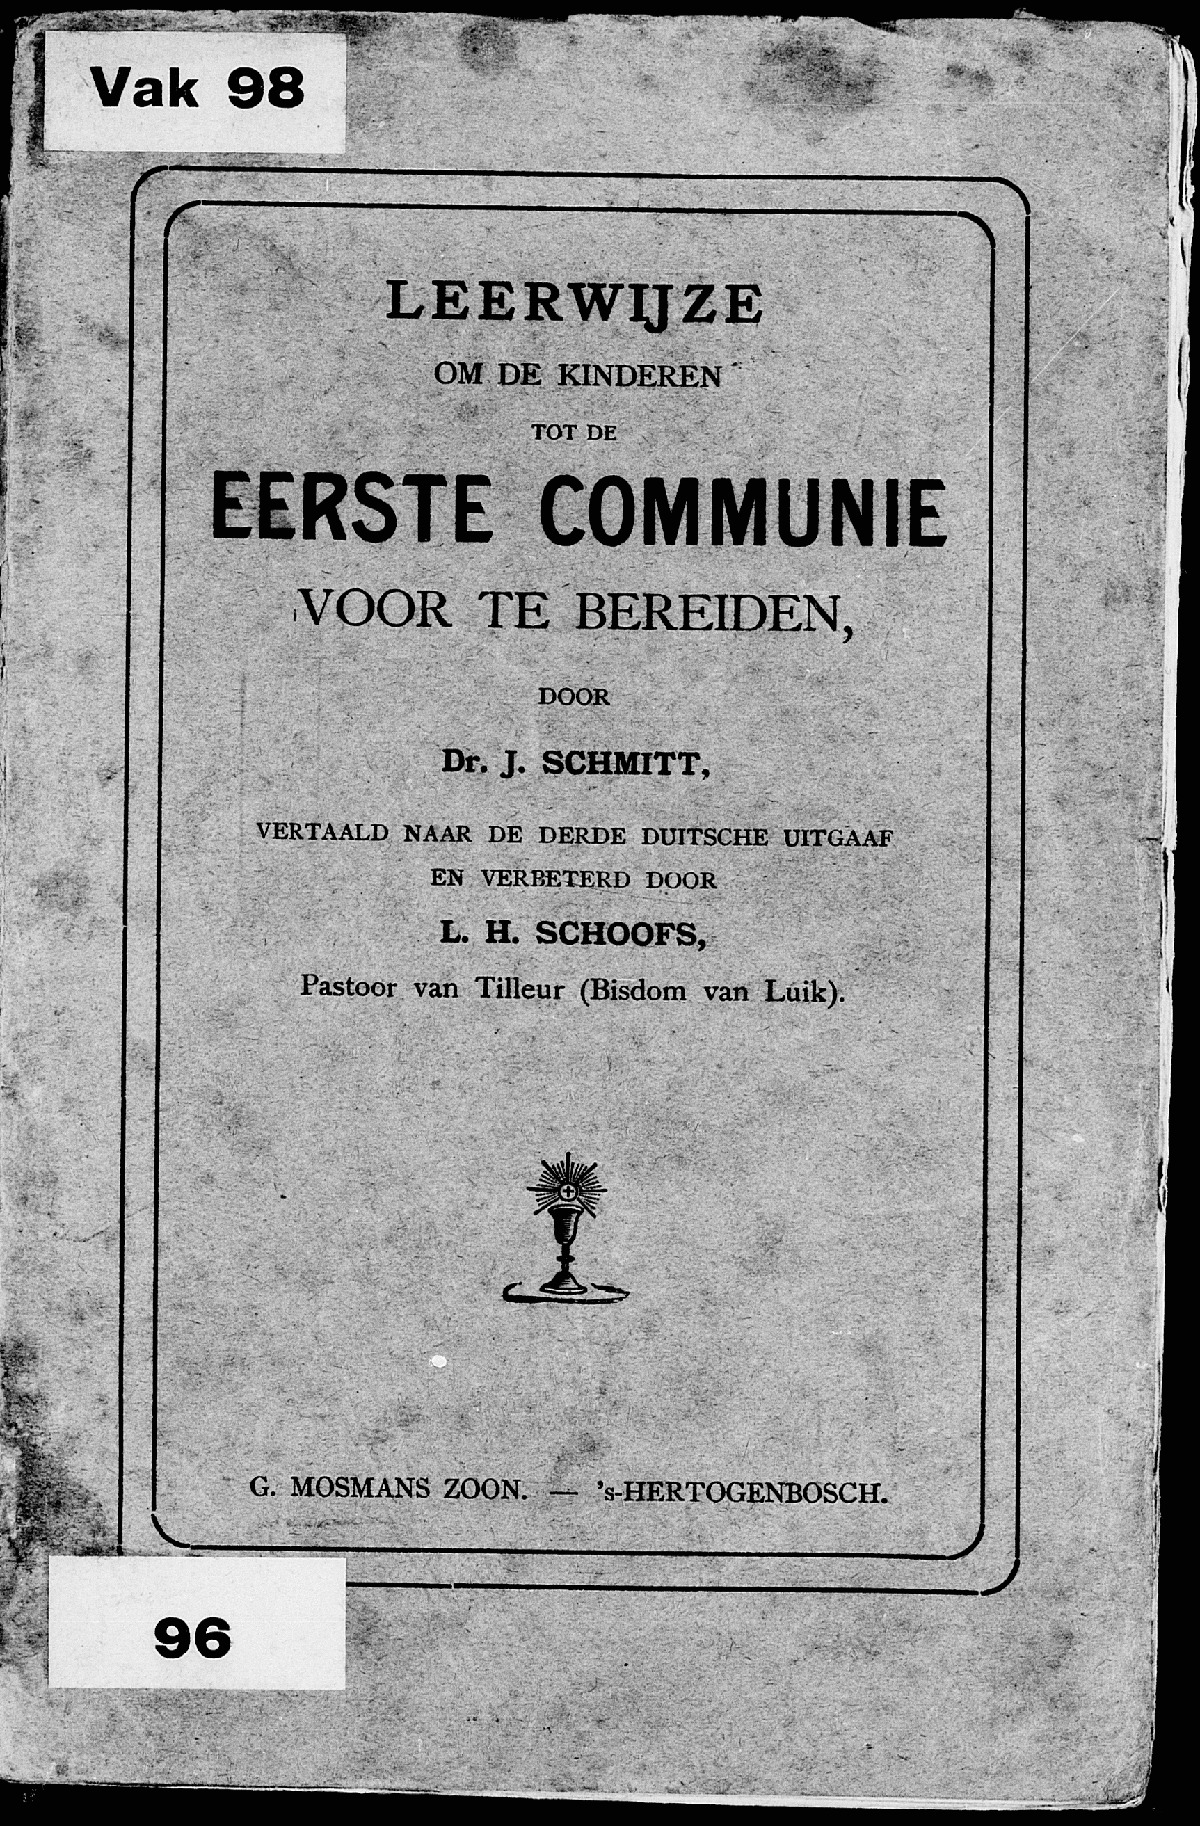 Vak 98
LEERWIJZE
OM DE KINDEREN
TOT DE
EERSTE COMMUNIE
VOOR TE BEREIDEN,
DOOR
Dr. J. SCHMITT,
VERTAALD NAAR DE DERDE DUITSCHE UITGAAF
EN VERBETERD DOOR
L. H. SCHOOFS,
Pastoor van Tilleur (Bisdom van Luik).
G. MOSMANS ZOON. — 's-HERTOGENBOSCH.
96